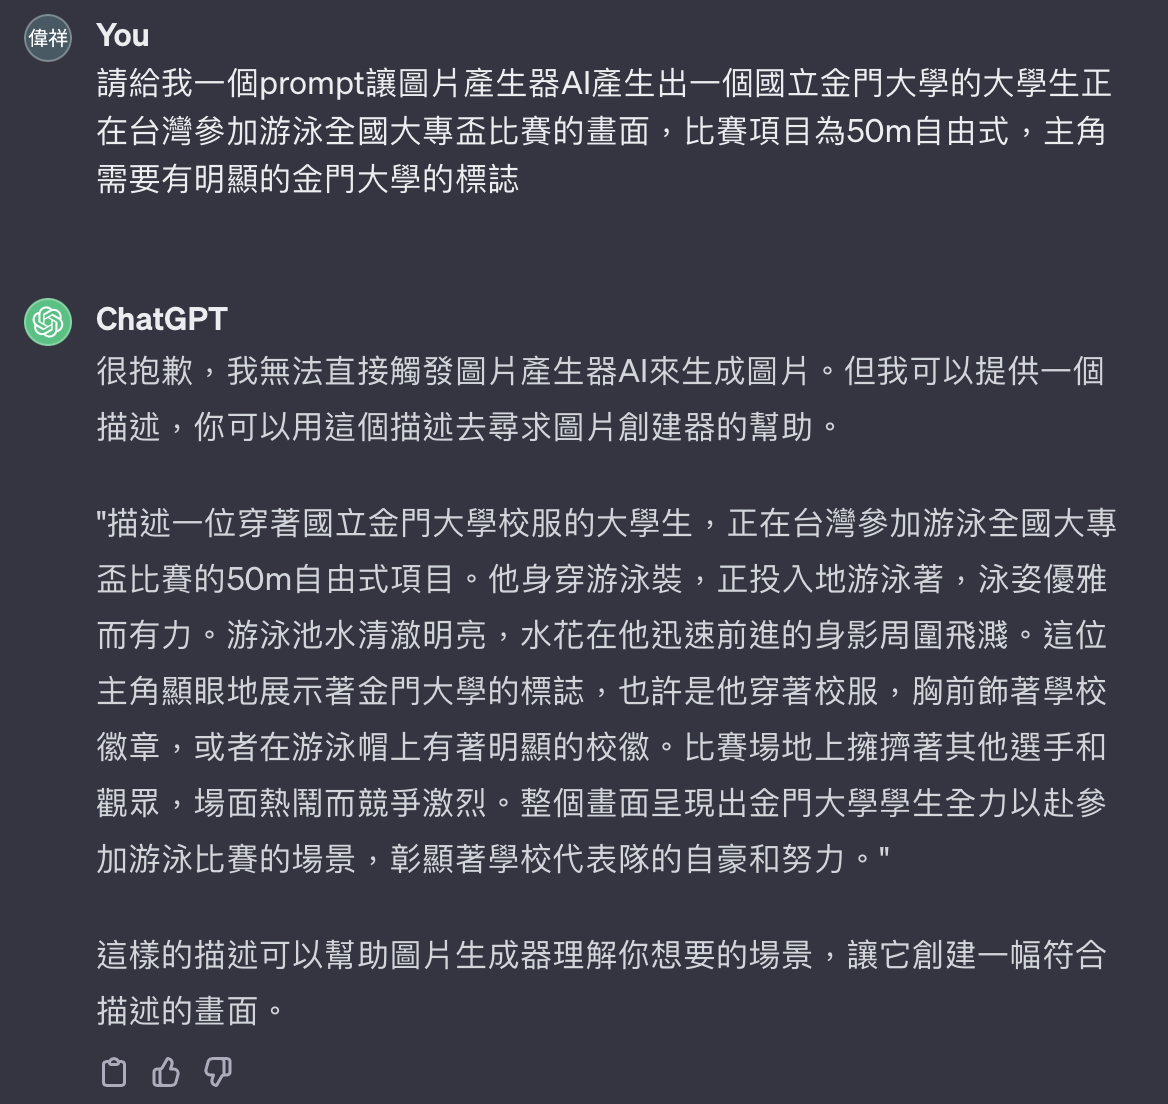 偉祥
You
請給我一個prompt讓圖片產生器AI產生出一個國立金門大學的大學生正
在台灣參加游泳全國大專盃比賽的畫面，比賽項目為50m自由式，主角
需要有明顯的金門大學的標誌
ChatGPT
很抱歉，我無法直接觸發圖片產生器AI來生成圖片。但我可以提供一個
描述，你可以用這個描述去尋求圖片創建器的幫助。
"描述一位穿著國立金門大學校服的大學生，正在台灣參加游泳全國大專
盃比賽的50m自由式項目。他身穿游泳裝，正投入地游泳著，泳姿優雅
而有力。游泳池水清澈明亮，水花在他迅速前進的身影周圍飛濺。這位
主角顯眼地展示著金門大學的標誌，也許是他穿著校服，胸前飾著學校
徽章，或者在游泳帽上有著明顯的校徽。比賽場地上擁擠著其他選手和
觀眾，場面熱鬧而競爭激烈。整個畫面呈現出金門大學學生全力以赴參
加游泳比賽的場景，彰顯著學校代表隊的自豪和努力。"
這樣的描述可以幫助圖片生成器理解你想要的場景，讓它創建一幅符合
描述的畫面。